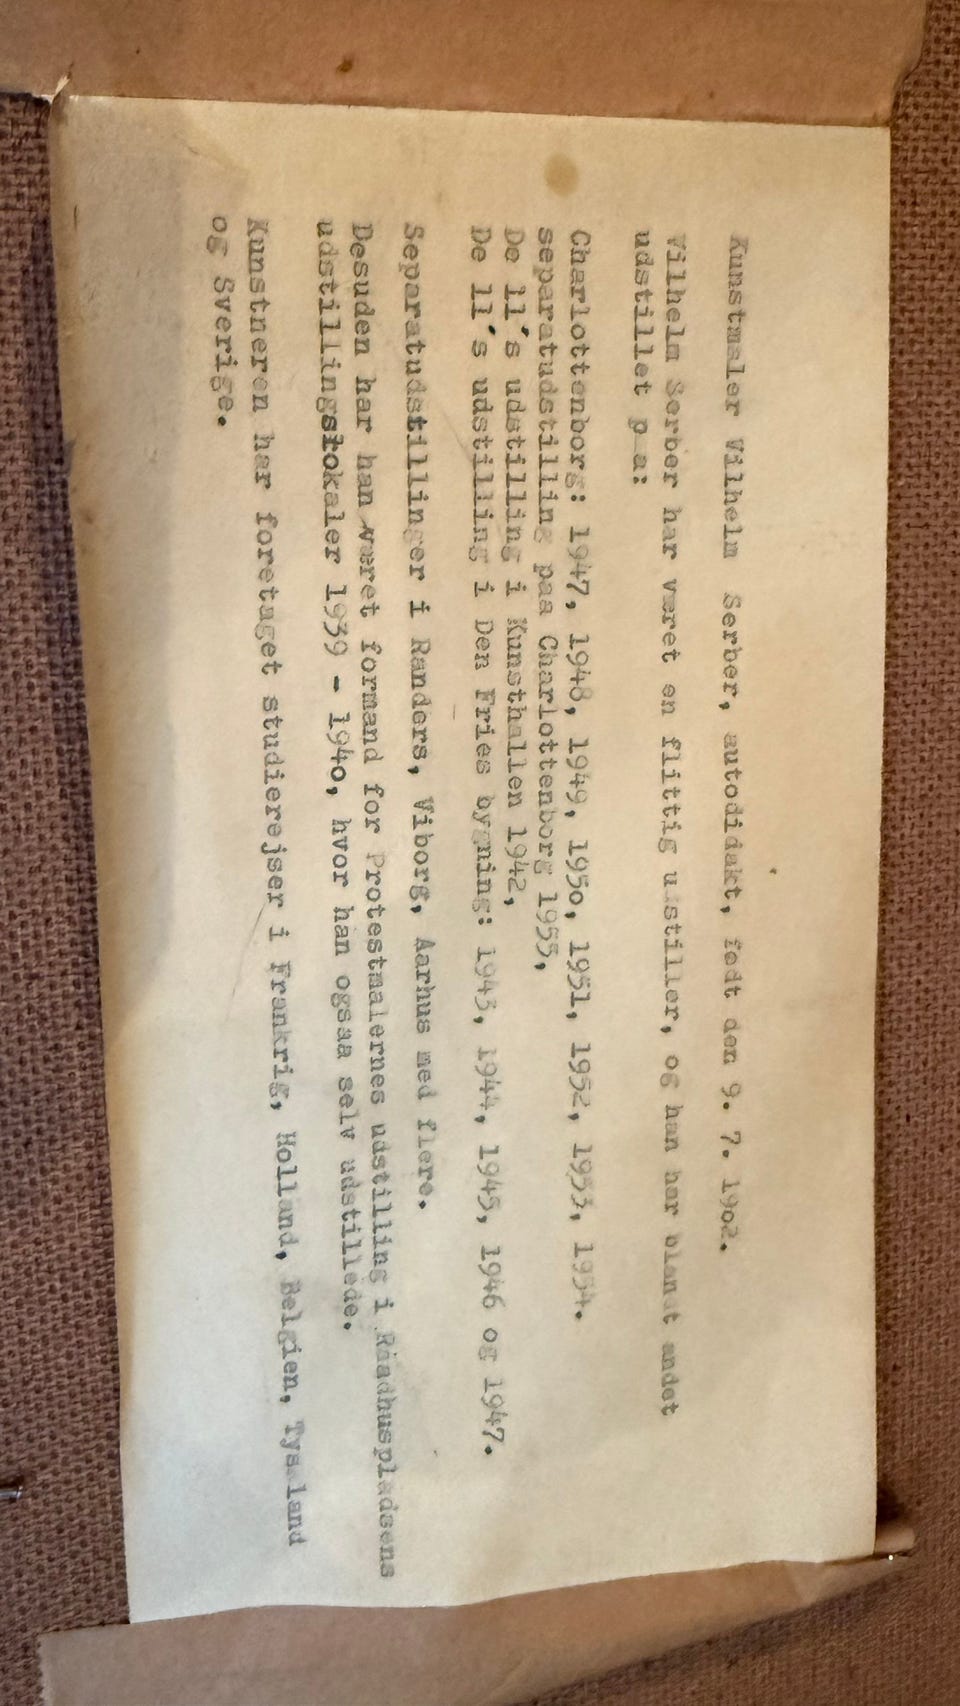 Kunstmaler Vilhelm Serber, autodidakt, født den 9. 7. 1902.
Vilhelm Serber har været en flittig udstiller, og han har blandt andet
udstillet p a:
Charlottenborg: 1947, 1948, 1949, 1950, 1951, 1952, 1953, 1954.
separatudstilling paa Charlottenborg 1955,
De 11's udstilling i Kunsthallen 1942,
De 11's udstilling i Den Fries bygning: 1943, 1944, 1945, 1946 og 1947.
Separatudstillinger i Randers, Viborg, Aarhus med flere.
Desuden har han været formand for Protestmalernes udstilling i Raadhuspladsens
udstillingslokaler 1939 - 1940, hvor han ogsaa selv udstillede.
Kunstneren har foretaget studierejser i Frankrig, Holland, Belgien, Tyskland
og Sverige.